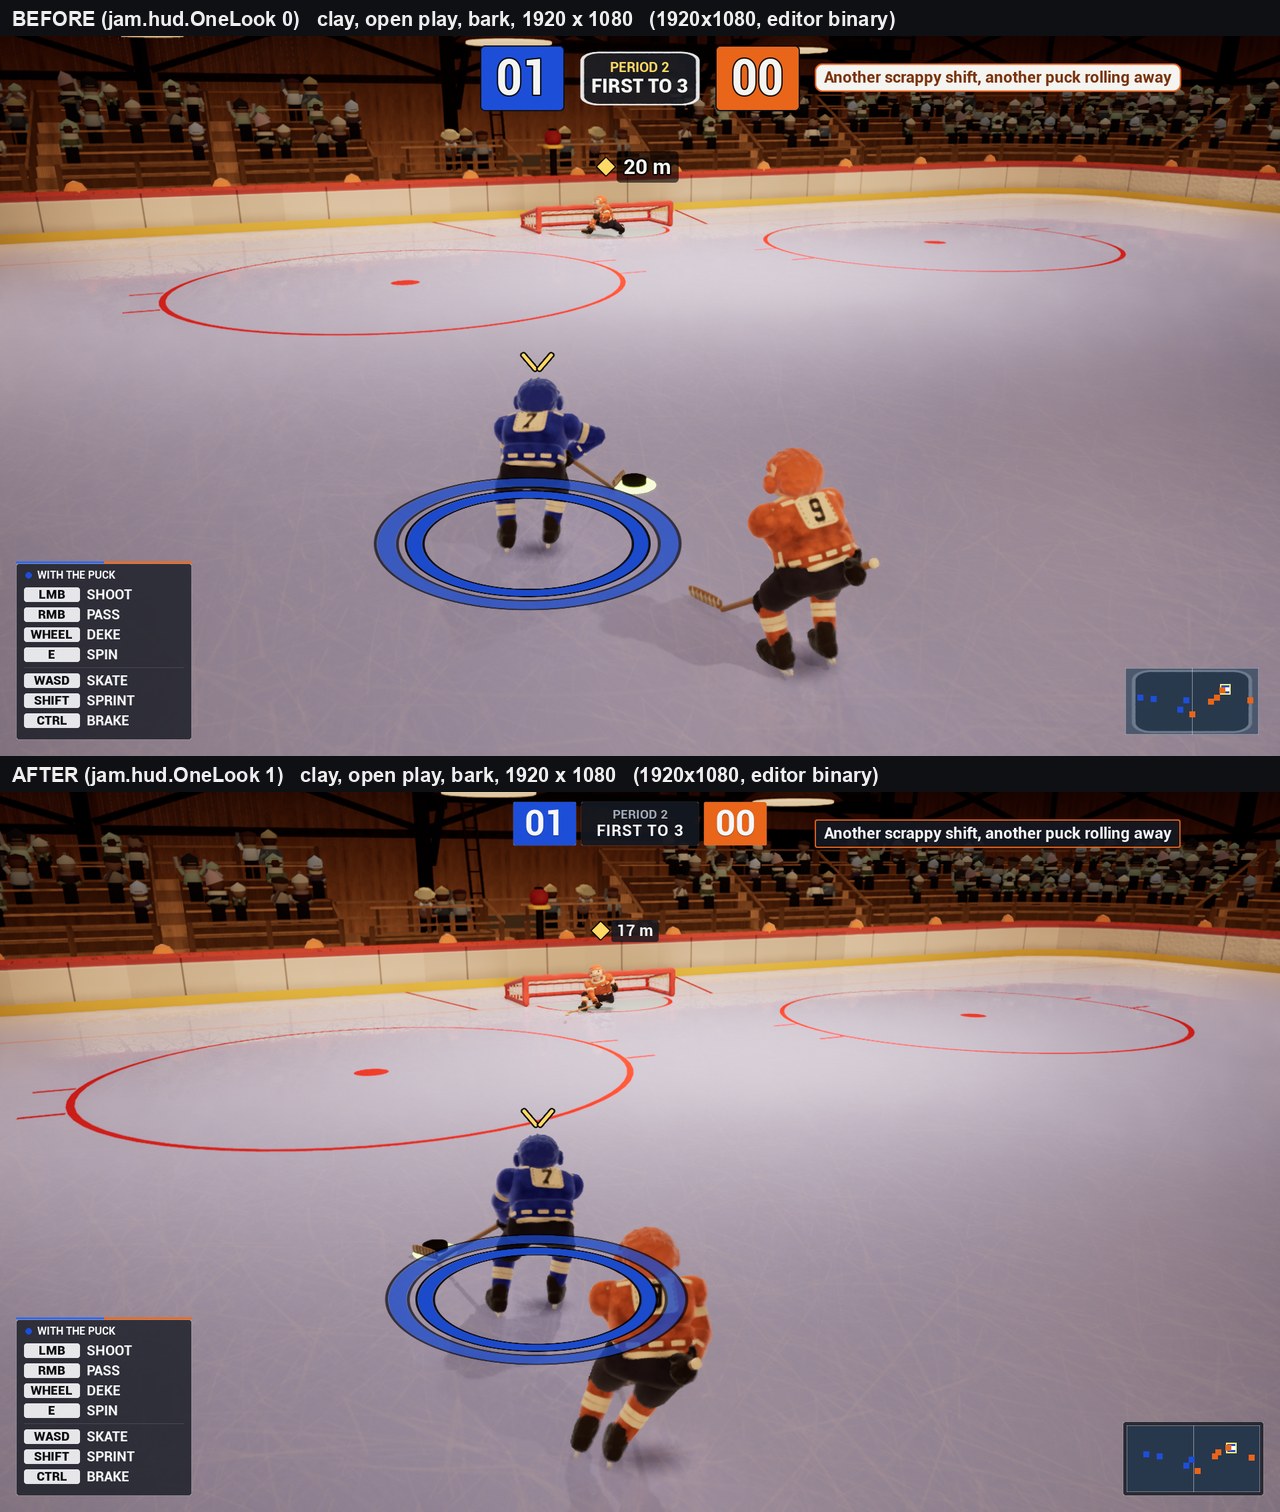 BEFORE (jam.hud.OneLook 0) clay, open play, bark, 1920 x 1080 (1920x1080, editor binary)
01
PERIOD 2
FIRST TO 3
00
Another scrappy shift, another puck rolling away
20 m
7
9
WITH THE PUCK
LMB SHOOT
RMB PASS
WHEEL DEKE
E SPIN
WASD SKATE
SHIFT SPRINT
CTRL BRAKE
AFTER (jam.hud.OneLook 1) clay, open play, bark, 1920 x 1080 (1920x1080, editor binary)
01
PERIOD 2
FIRST TO 3
00
Another scrappy shift, another puck rolling away
17 m
7
WITH THE PUCK
LMB SHOOT
RMB PASS
WHEEL DEKE
E SPIN
WASD SKATE
SHIFT SPRINT
CTRL BRAKE